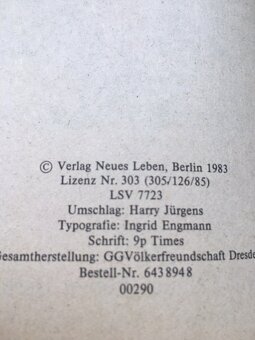 © Verlag Neues Leben, Berlin 1983
Lizenz Nr. 303 (305/126/85)
LSV 7723
Umschlag: Harry Jürgens
Typografie: Ingrid Engmann
Schrift: 9p Times
Gesamtherstellung: GGVölkerfreundschaft Dresde
Bestell-Nr. 643 894 8
00290